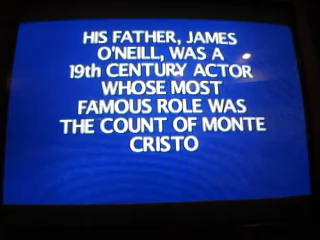 HIS FATHER, JAMES
O'NEILL, WAS A
19th CENTURY ACTOR
WHOSE MOST
FAMOUS ROLE WAS
THE COUNT OF MONTE
CRISTO